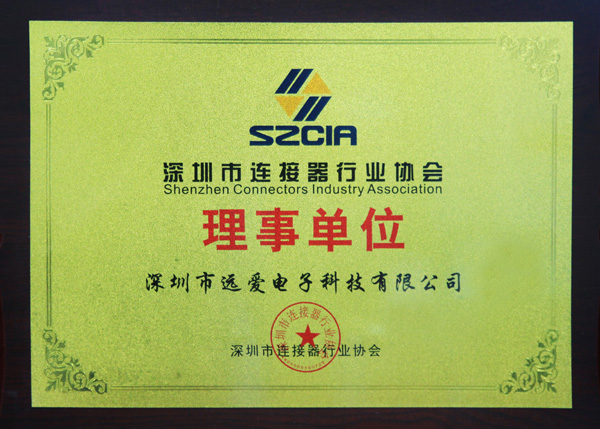 SZCIA
深圳市连接器行业协会
Shenzhen Connectors Industry Association
理事单位
深圳市远爱电子科技有限公司
深圳市连接器行业协会